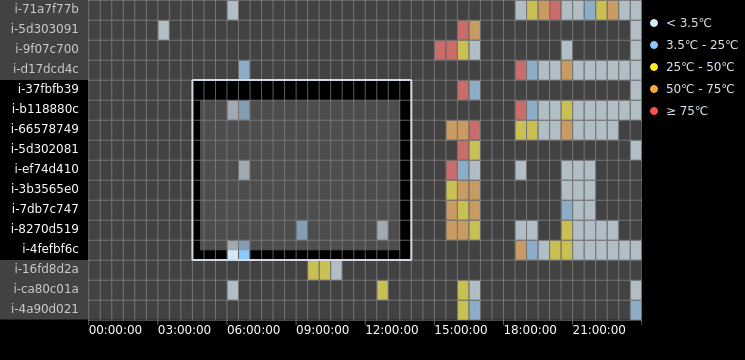 i-71a7f77b
i-5d303091
i-9f07c707
i-d17dcd4c
i-37fbfb39
i-b118880c
i-66578749
i-5d302081
i-ef74d410
i-3b3565e0
i-7db7c747
i-8270d519
i-4fefbf6c
i-16fd8d2a
i-ca80c01a
i-4a90d021
00:00:00 03:00:00 06:00:00 09:00:00 12:00:00 15:00:00 18:00:00 21:00:00
< 3.5℃
3.5℃ - 25℃
25℃ - 50℃
50℃ - 75℃
≥ 75℃